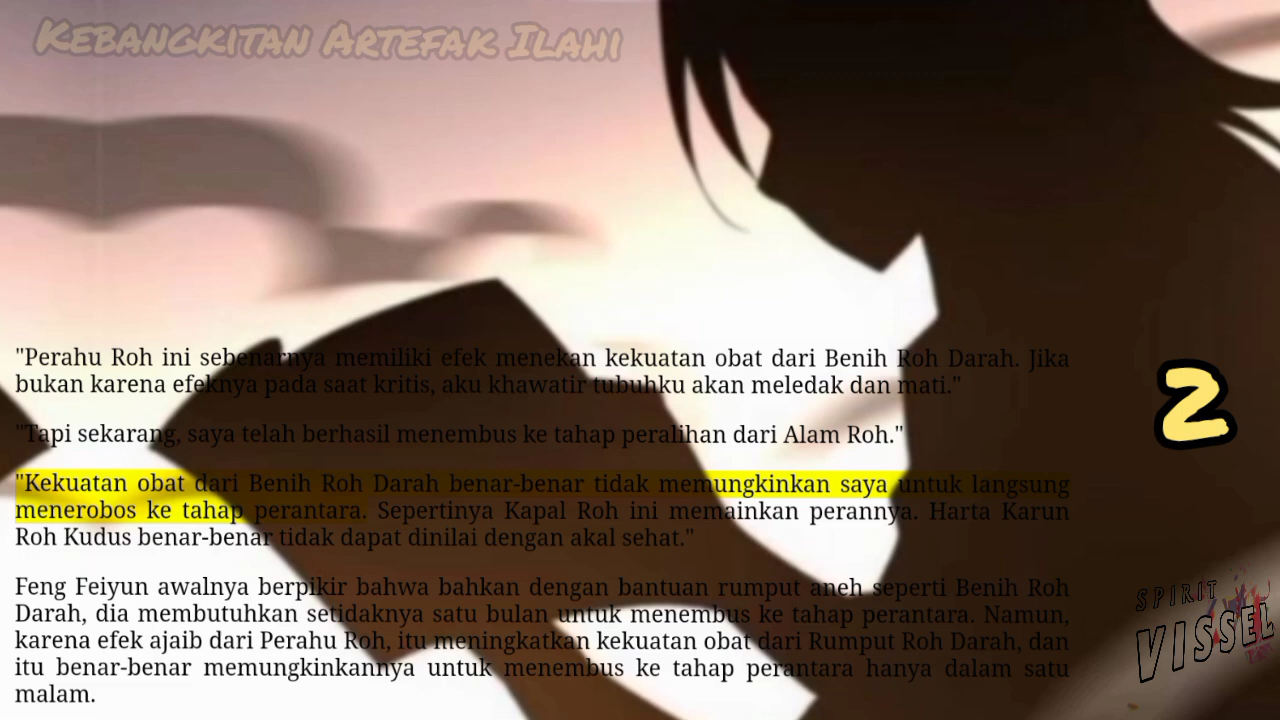 Kebangkitan Artefak Ilahi
"Perahu Roh ini sebenarnya memiliki efek menekan kekuatan obat dari Benih Roh Darah. Jika
bukan karena efeknya pada saat kritis, aku khawatir tubuhku akan meledak dan mati."
"Tapi sekarang, saya telah berhasil menembus ke tahap peralihan dari Alam Roh."
2
"Kekuatan obat dari Benih Roh Darah benar-benar tidak memungkinkan saya untuk langsung
menerobos ke tahap perantara. Sepertinya Kapal Roh ini memainkan perannya. Harta Karun
Roh Kudus benar-benar tidak dapat dinilai dengan akal sehat."
Feng Feiyun awalnya berpikir bahwa bahkan dengan bantuan rumput aneh seperti Benih Roh
Darah, dia membutuhkan setidaknya satu bulan untuk menembus ke tahap perantara. Namun,
karena efek ajaib dari Perahu Roh, itu meningkatkan kekuatan obat dari Rumput Roh Darah, dan
itu benar-benar memungkinkannya untuk menembus ke tahap perantara hanya dalam satu
malam.
SPIRIT
VISSEL